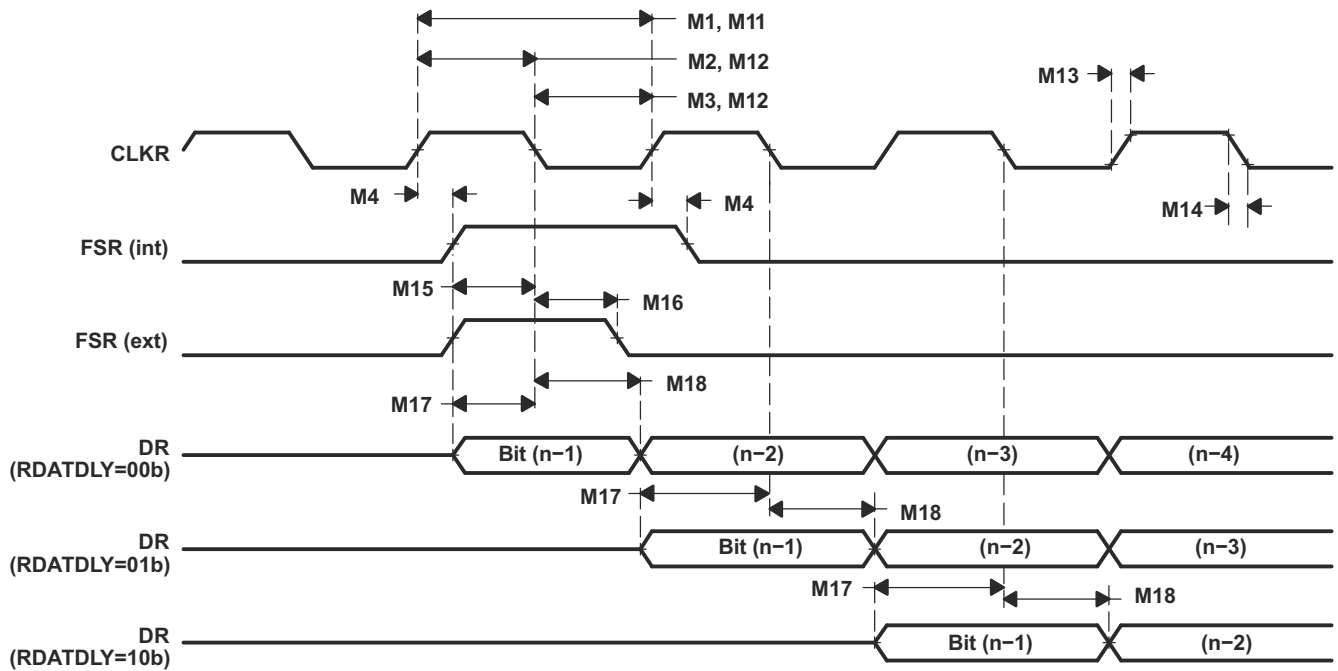 M1, M11
M2, M12
M13
M3, M12
CLKR
M4
M4
M14
FSR (int)
M15
M16
FSR (ext)
M18
M17
DR
(RDATDLY=00b)
Bit (n−1)
(n−2)
(n−3)
(n−4)
M17
M18
DR
(RDATDLY=01b)
Bit (n−1)
(n−2)
(n−3)
M17
M18
DR
(RDATDLY=10b)
Bit (n−1)
(n−2)